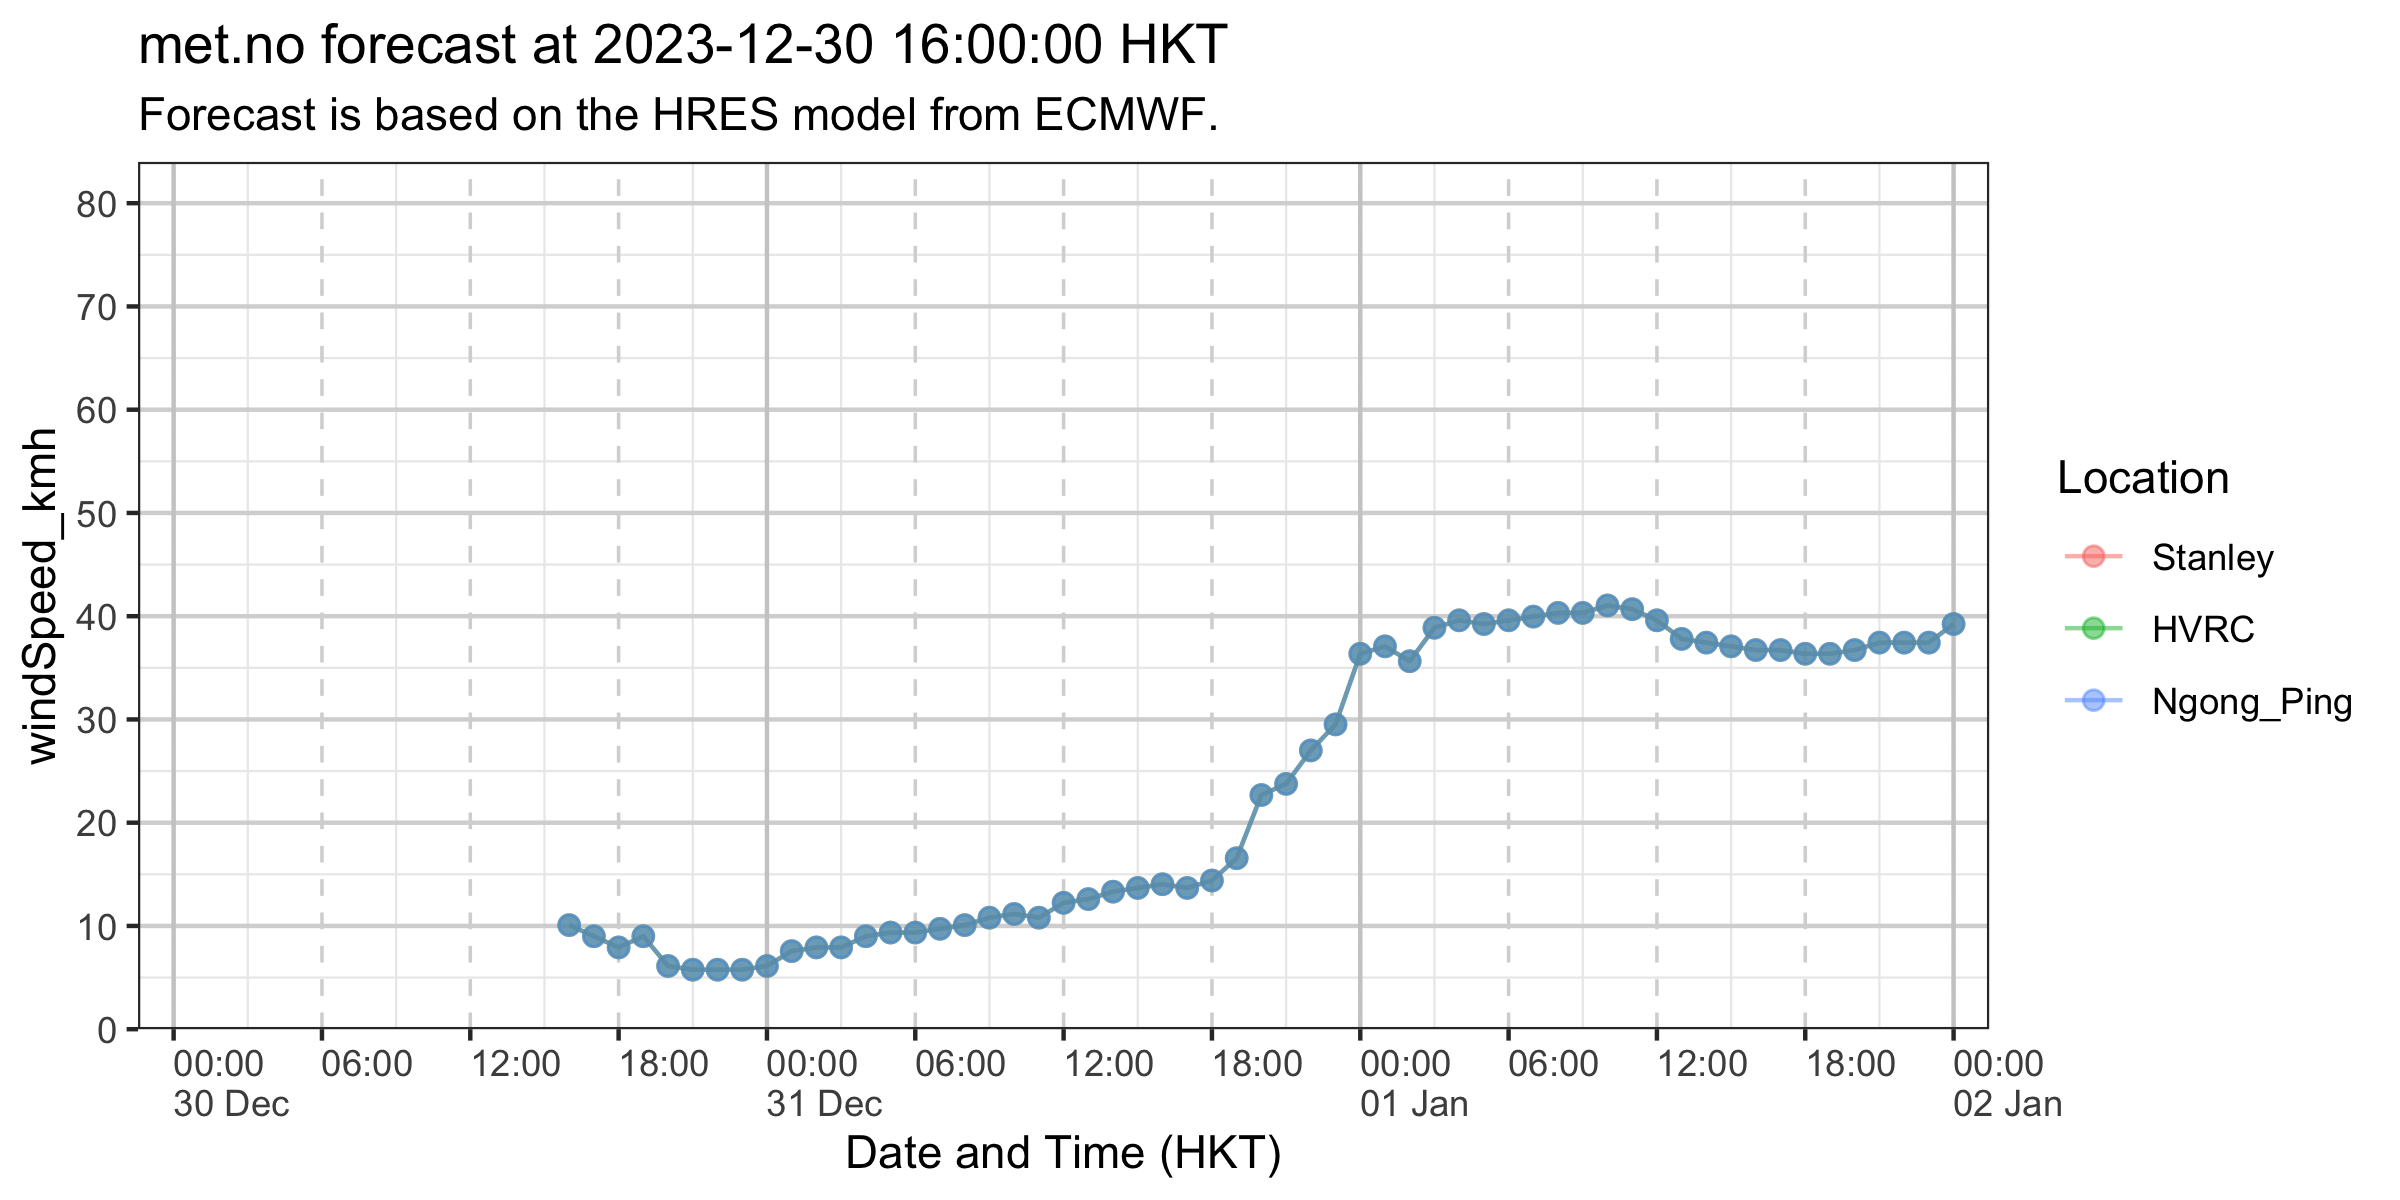 met.no forecast at 2023-12-30 16:00:00 HKT
Forecast is based on the HRES model from ECMWF.
windSpeed_kmh
80
70
60
50
40
30
20
10
0
00:00 06:00 12:00 18:00 00:00 06:00 12:00 18:00 00:00 06:00 12:00 18:00 00:00
30 Dec 31 Dec 01 Jan 02 Jan
Date and Time (HKT)
Location
Stanley
HVRC
Ngong_Ping